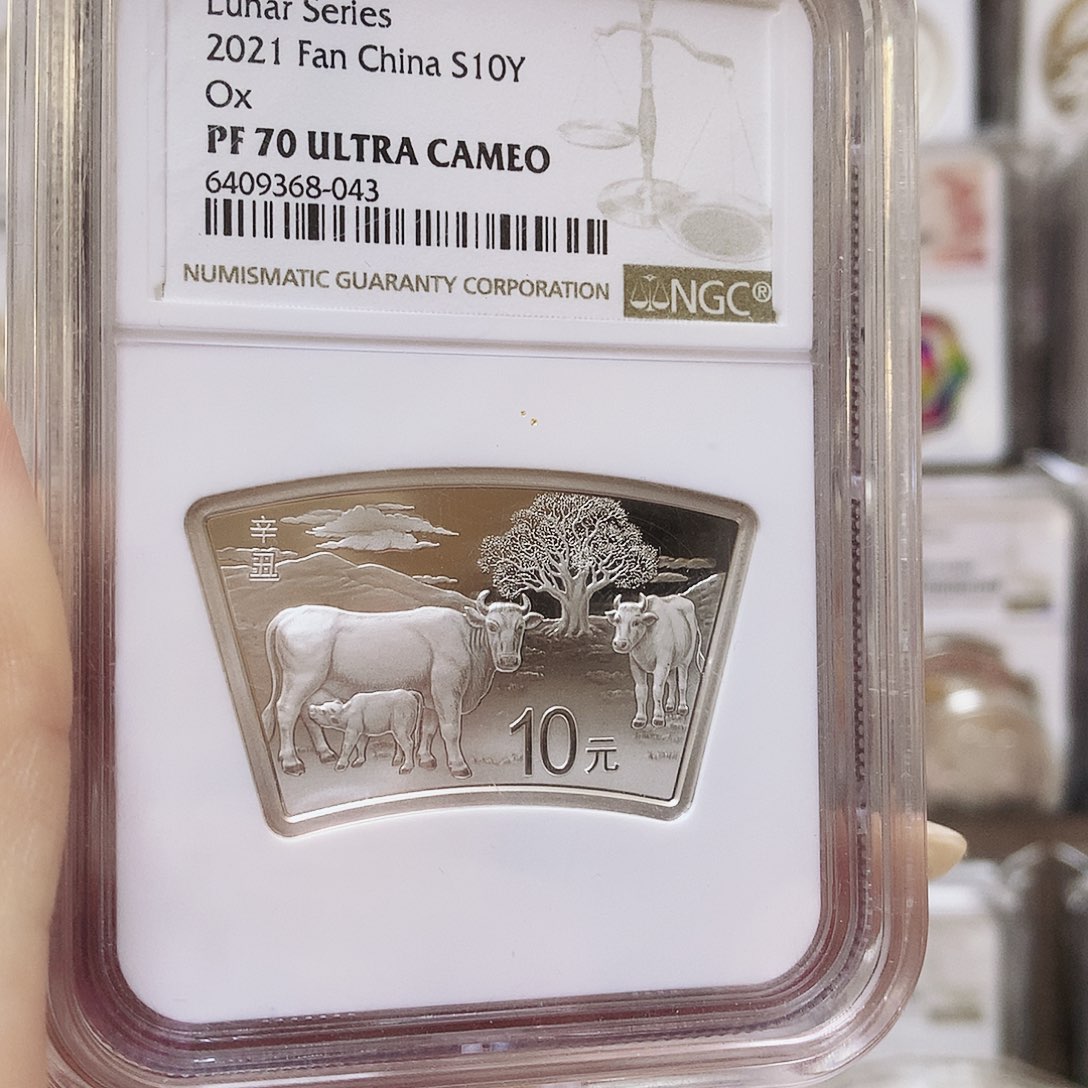 Lunar Series
2021 Fan China S10Y
Ox
PF 70 ULTRA CAMEO
6409368-043
NUMISMATIC GUARANTY CORPORATION
NGC®
辛
丑
10元